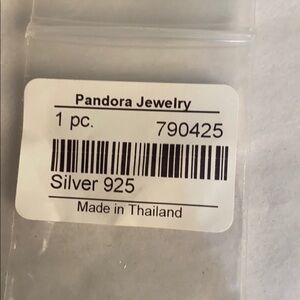 Pandora Jewelry
1 pc. 790425
Silver 925
Made in Thailand